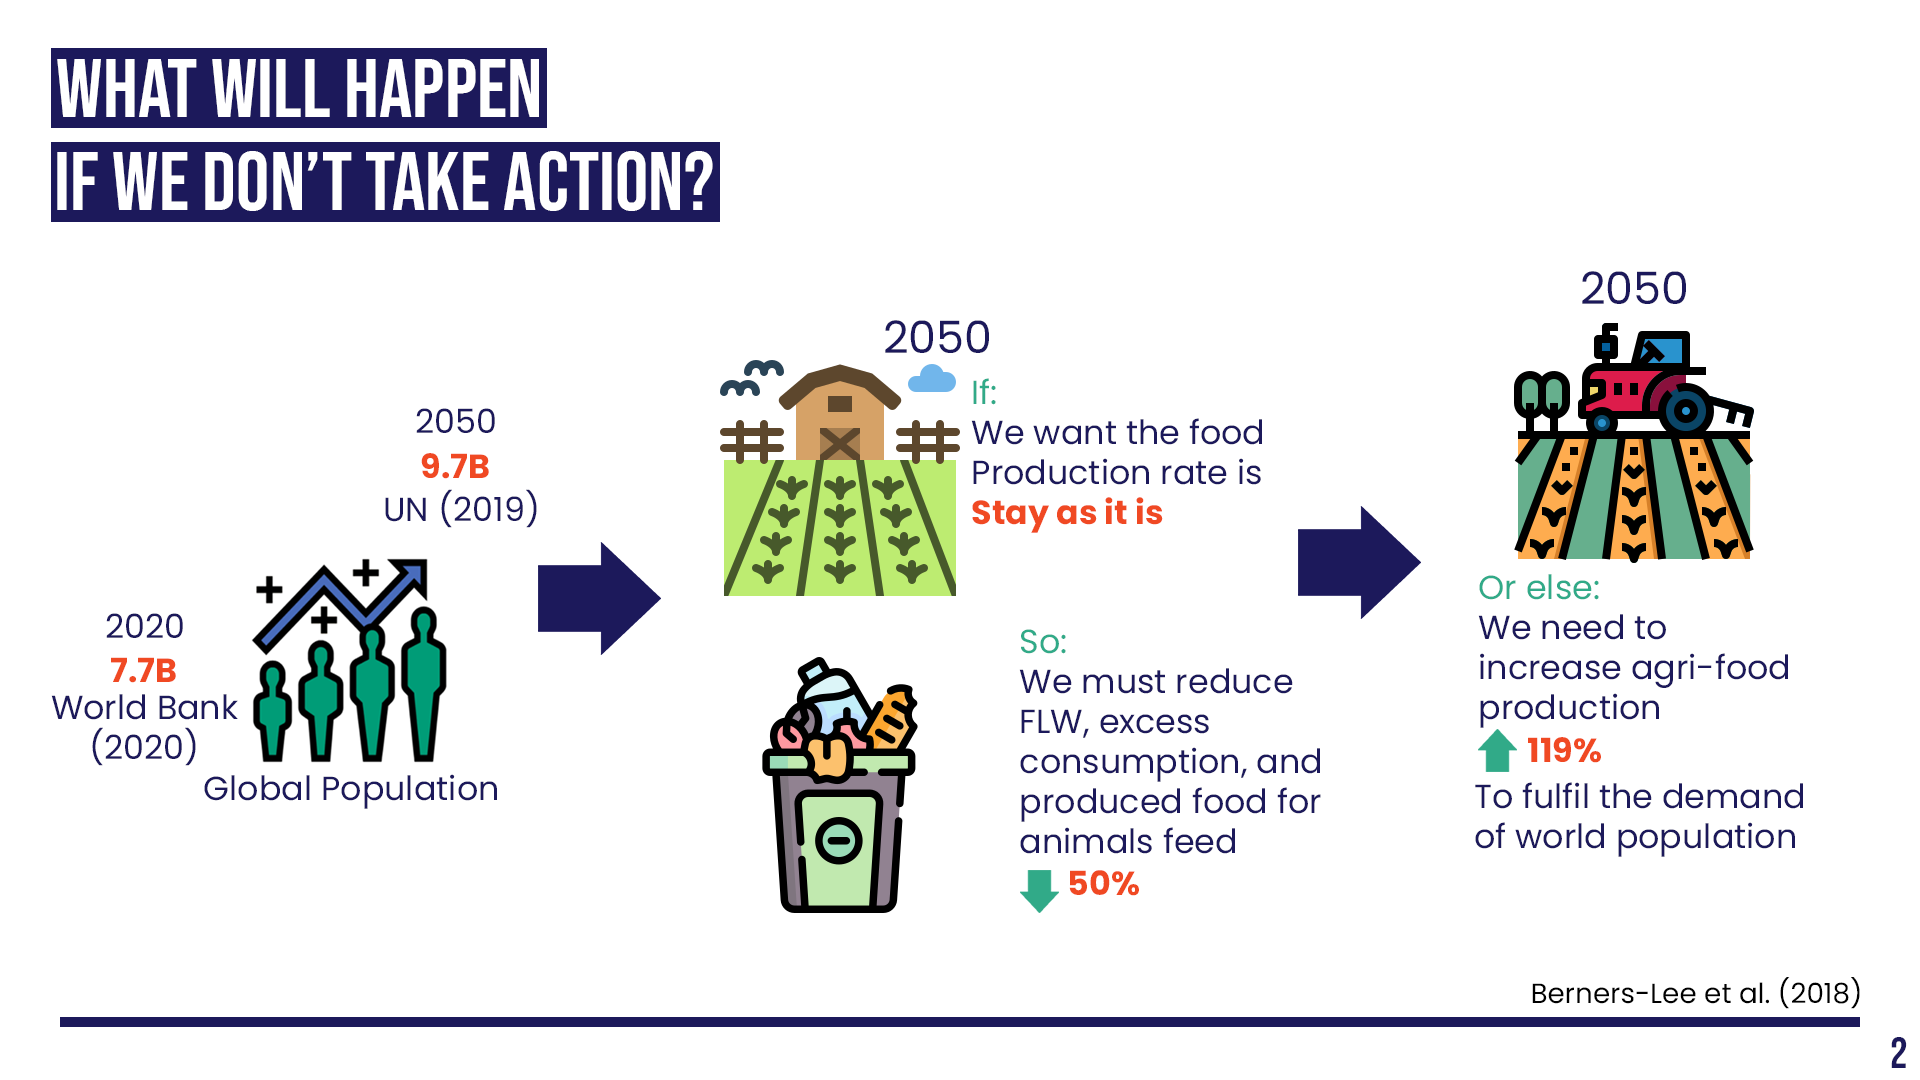 WHAT WILL HAPPEN
IF WE DON'T TAKE ACTION?
2020
7.7B
World Bank
(2020)
2050
9.7B
UN (2019)
Global Population
2050
If:
We want the food
Production rate is
Stay as it is
So:
We must reduce
FLW, excess
consumption, and
produced food for
animals feed
50%
2050
Or else:
We need to
increase agri-food
production
119%
To fulfil the demand
of world population
Berners-Lee et al. (2018)
2